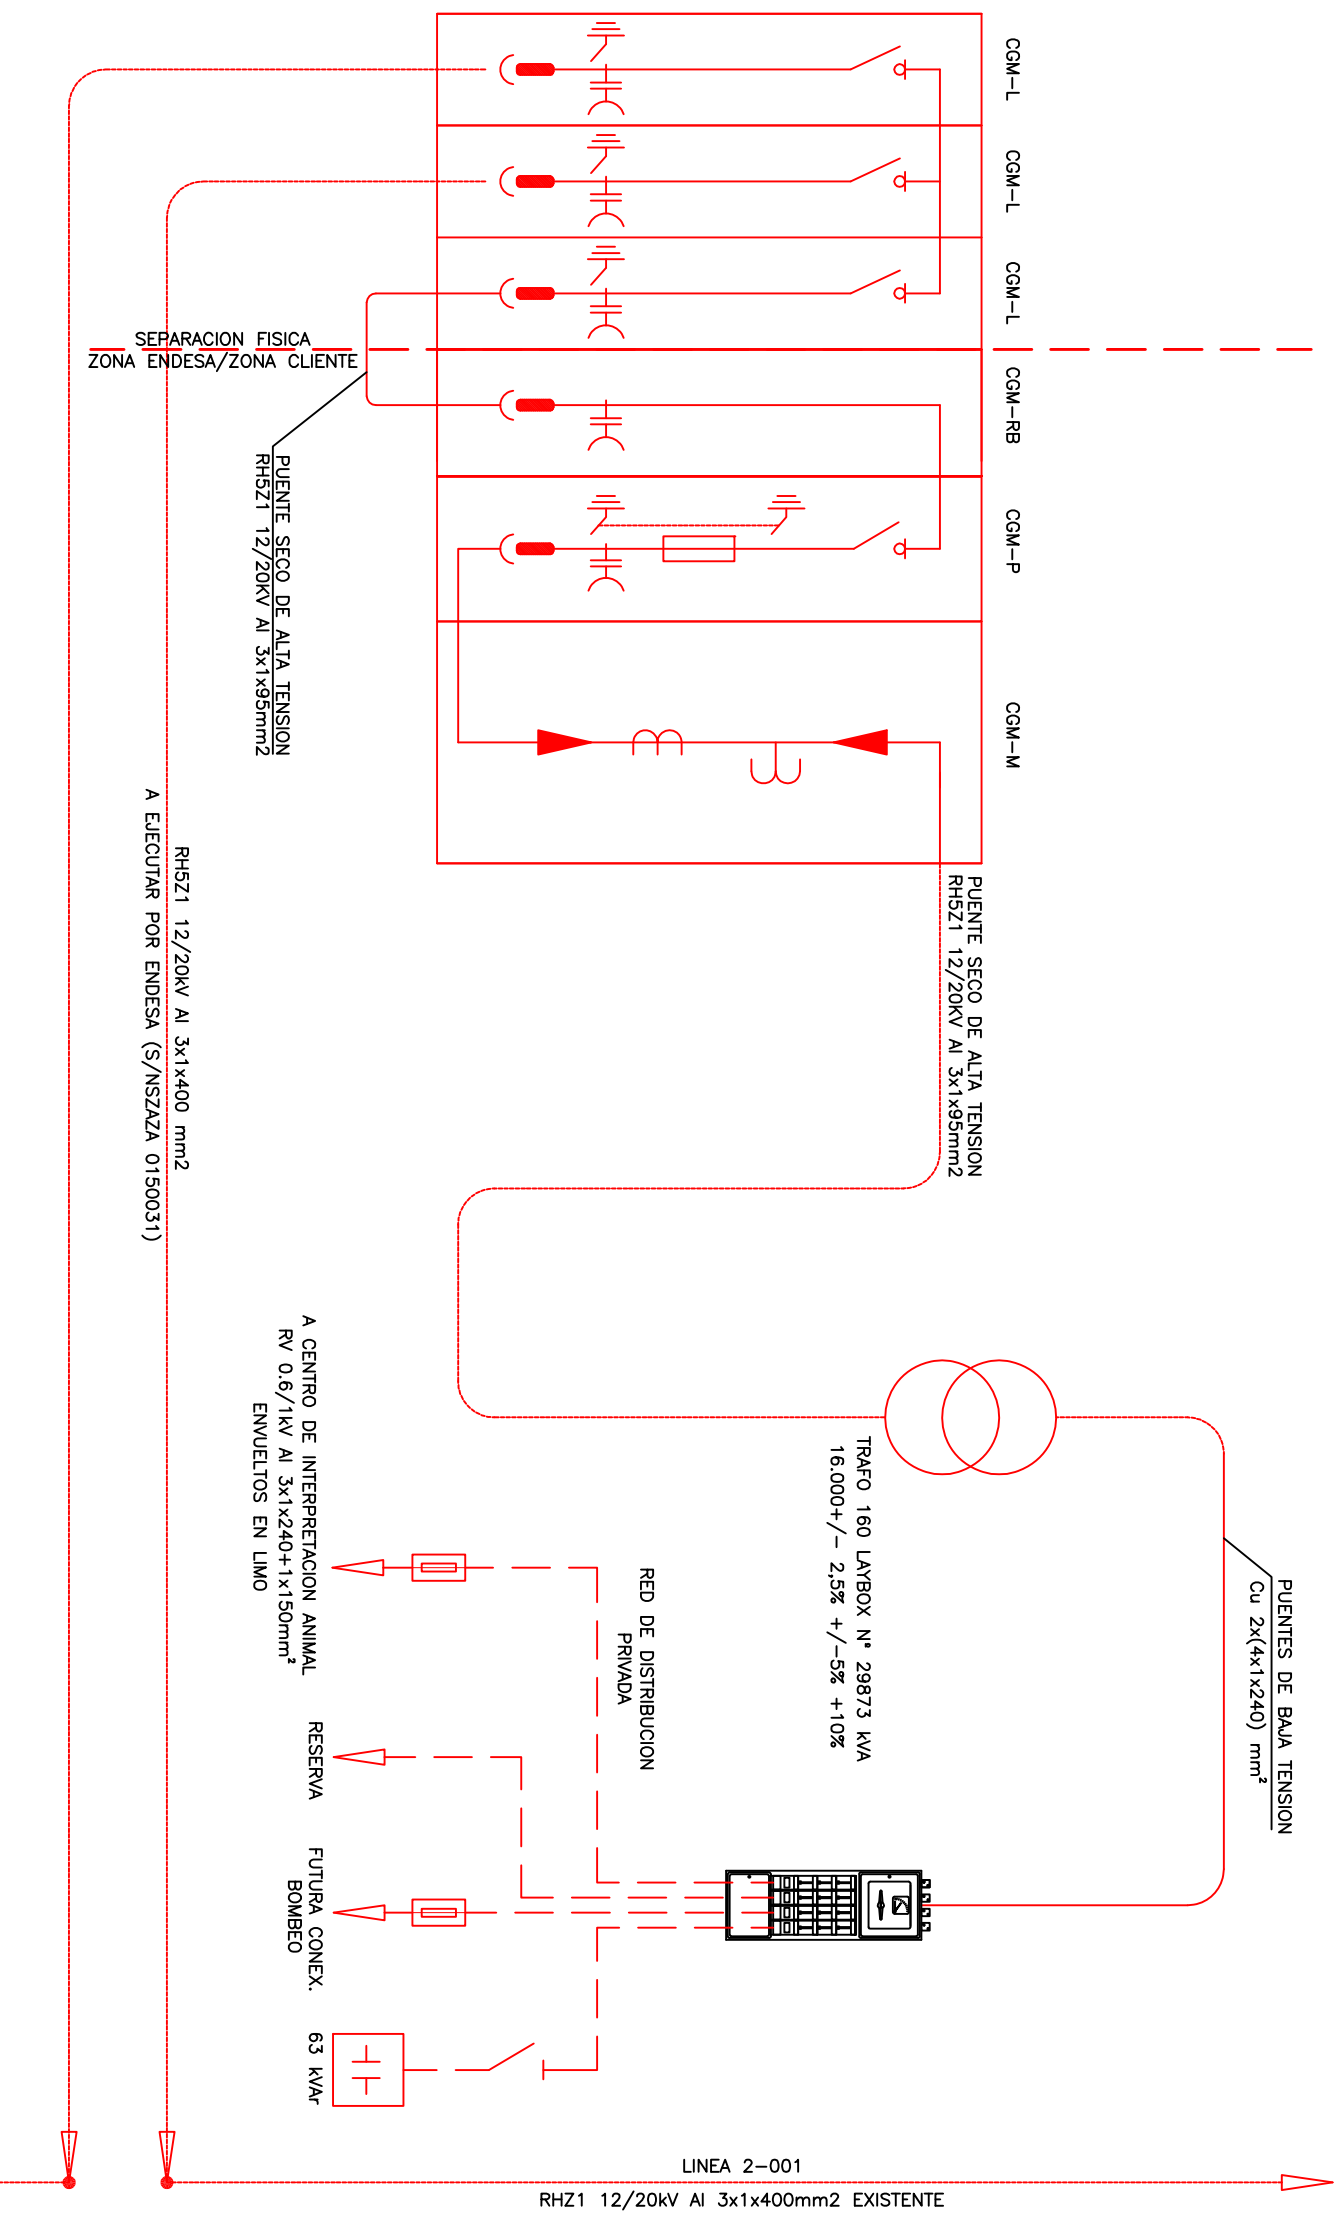 CGM-L
CGM-L
CGM-L
CGM-RB
CGM-P
CGM-M
SEPARACION FISICA
ZONA ENDESA/ZONA CLIENTE
PUENTE SECO DE ALTA TENSION
RH5Z1 12/20KV Al 3x1x95mm2
PUENTE SECO DE ALTA TENSION
RH5Z1 12/20KV Al 3x1x95mm2
RH5Z1 12/20kV Al 3x1x400 mm2
A EJECUTAR POR ENDESA (S/NSZAZA 0150031)
TRAFO 160 LAYBOX Nº 29873 kVA
16.000+/- 2,5% +/-5% +10%
PUENTES DE BAJA TENSION
Cu 2x(4x1x240) mm²
RED DE DISTRIBUCION
PRIVADA
A CENTRO DE INTERPRETACION ANIMAL
RV 0.6/1kV Al 3x1x240+1x150mm²
ENVUELTOS EN LIMO
RESERVA
FUTURA CONEX.
BOMBEO
63 kVAr
LINEA 2-001
RHZ1 12/20kV Al 3x1x400mm2 EXISTENTE